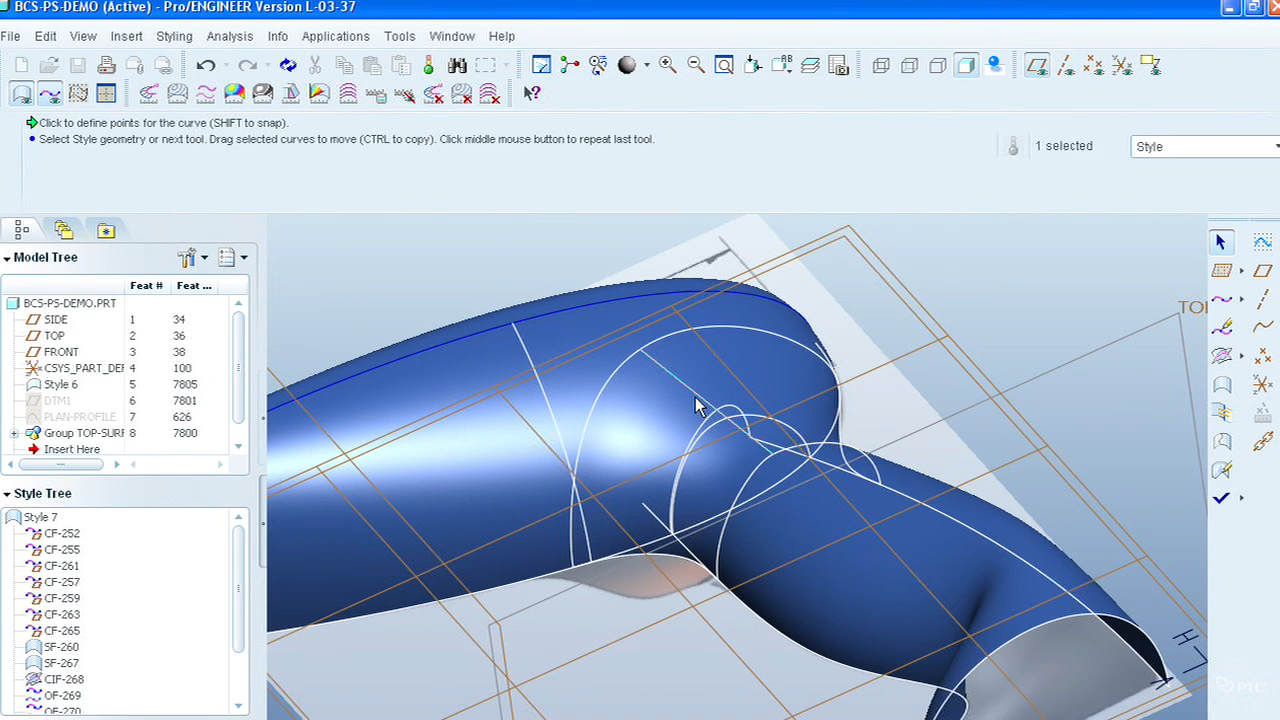 BCS-PS-DEMO (Active) - Pro/ENGINEER Version L-03-37
File Edit View Insert Styling Analysis Info Applications Tools Window Help
Click to define points for the curve (SHIFT to snap).
Select Style geometry or next tool. Drag selected curves to move (CTRL to copy). Click middle mouse button to repeat last tool.
1 selected
Style
Model Tree
Feat # Feat ...
BCS-PS-DEMO.PRT
SIDE 1 34
TOP 2 36
FRONT 3 38
CSYS_PART_DEF 4 100
Style 6 5 7805
DTM1 6 7801
PLAN-PROFILE 7 626
Group TOP-SURF 8 7800
Insert Here
Style Tree
Style 7
CF-252
CF-255
CF-261
CF-257
CF-259
CF-263
CF-265
SF-260
SF-267
CIF-268
OF-269
OF-270
TO
PTC